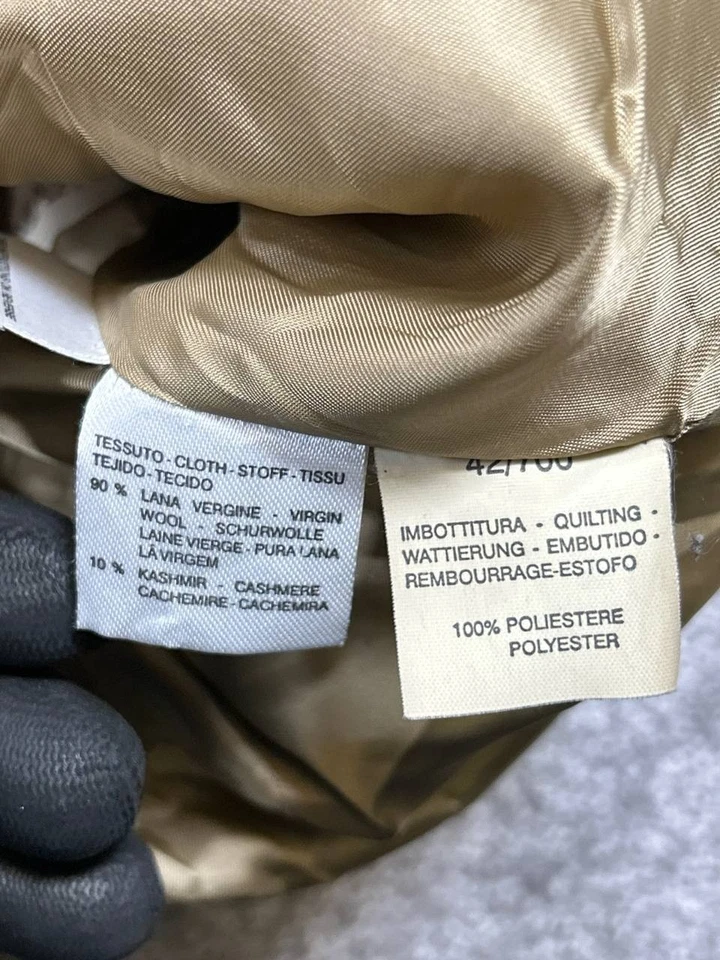 TESSUTO - CLOTH - STOFF - TISSU
TEJIDO - TECIDO
90 % LANA VERGINE - VIRGIN
WOOL - SCHURWOLLE
LAINE VIERGE - PURA LANA
LÀ VIRGEM
10 % KASHMIR - CASHMERE
CACHEMIRE - CACHEMIRA
IMBOTTITURA - QUILTING -
WATTIERUNG - EMBUTIDO -
REMBOURRAGE-ESTOFO
100% POLIESTERE
POLYESTER